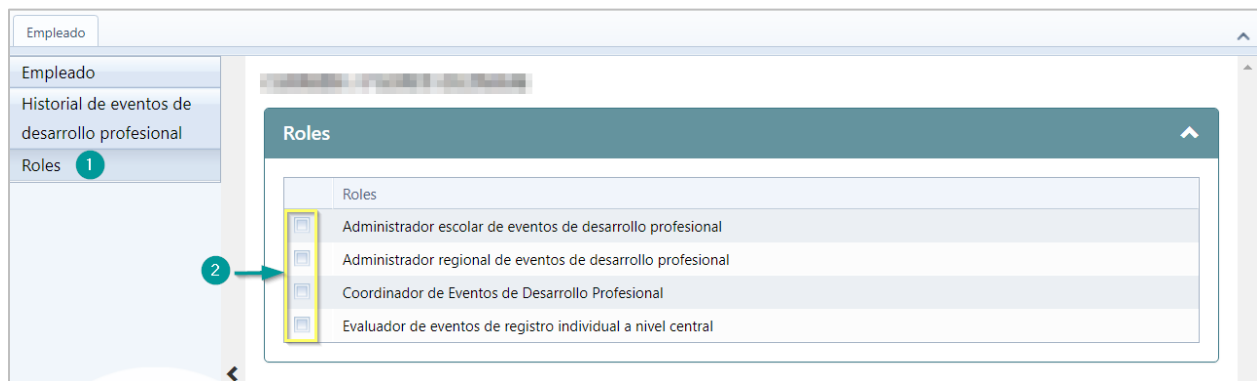 Empleado
Empleado
Historial de eventos de
desarrollo profesional
Roles 1
Roles
Roles
Administrador escolar de eventos de desarrollo profesional
Administrador regional de eventos de desarrollo profesional
2
Coordinador de Eventos de Desarrollo Profesional
Evaluador de eventos de registro individual a nivel central